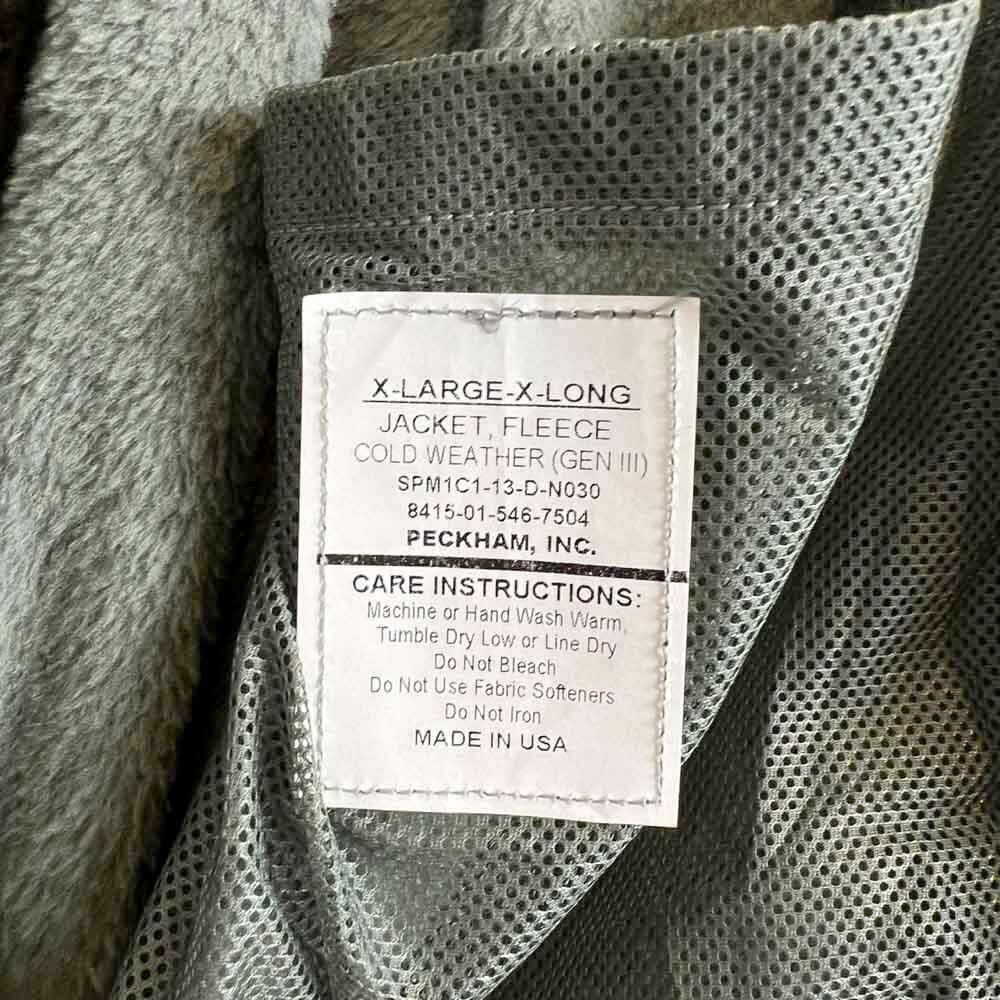 X-LARGE-X-LONG
JACKET, FLEECE
COLD WEATHER (GEN III)
SPM1C1-13-D-N030
8415-01-546-7504
PECKHAM, INC.
CARE INSTRUCTIONS:
Machine or Hand Wash Warm,
Tumble Dry Low or Line Dry
Do Not Bleach
Do Not Use Fabric Softeners
Do Not Iron
MADE IN USA